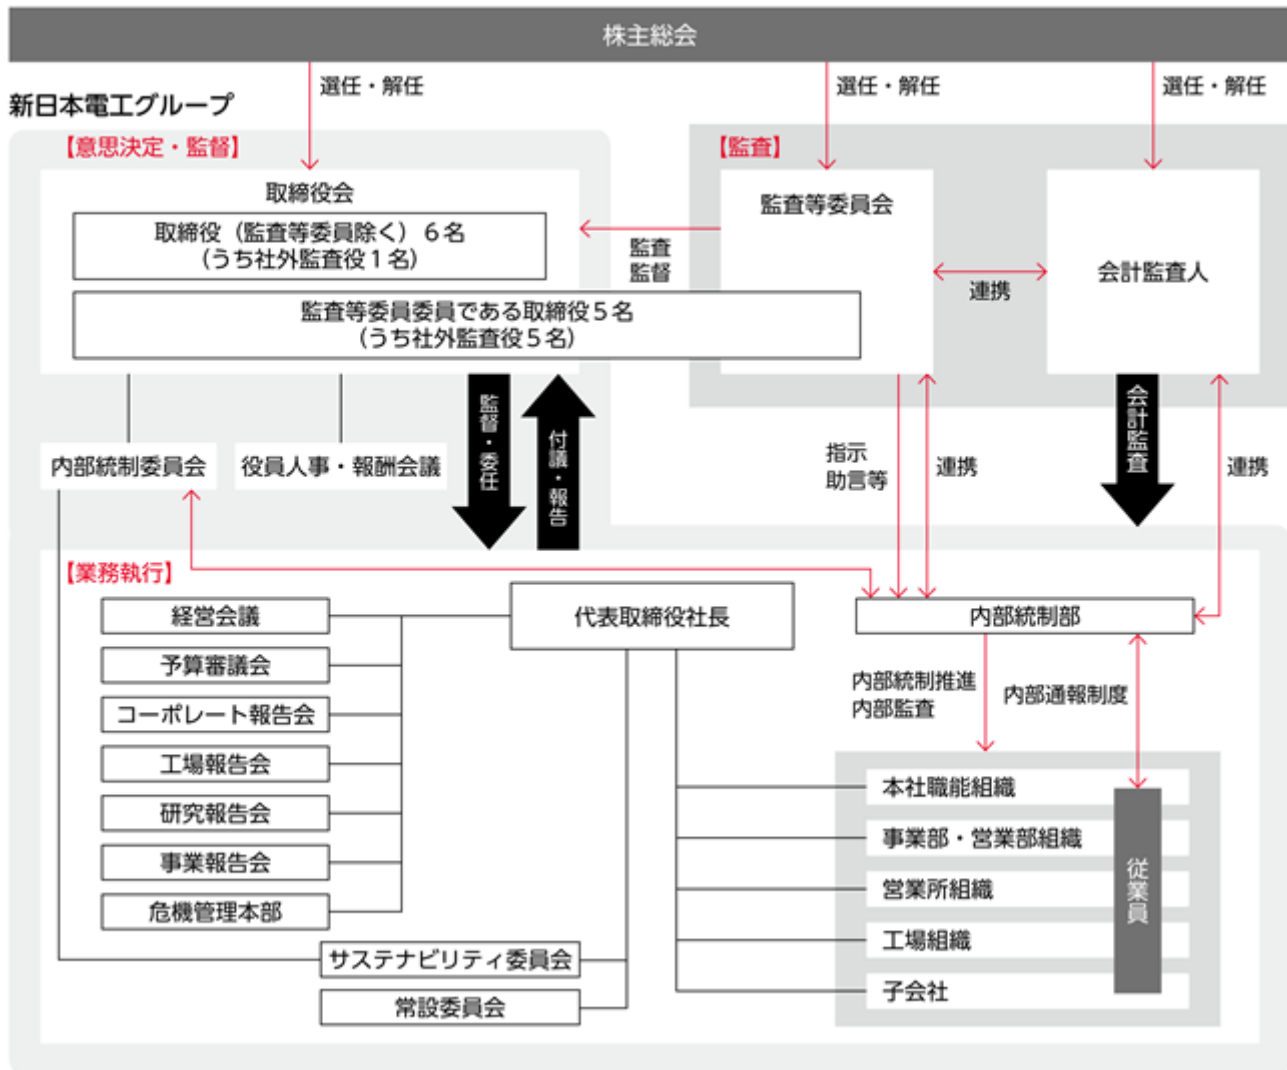 株主総会
選任・解任
選任・解任
選任・解任
新日本電工グループ
【意思決定・監督】
【監査】
取締役会
取締役（監査等委員除く）６名
（うち社外監査役１名）
監査等委員委員である取締役５名
（うち社外監査役５名）
監査
監督
監査等委員会
連携
会計監査人
内部統制委員会
役員人事・報酬会議
監督・委任
付議・報告
指示
助言等
連携
会計監査
連携
【業務執行】
経営会議
予算審議会
コーポレート報告会
工場報告会
研究報告会
事業報告会
危機管理本部
サステナビリティ委員会
常設委員会
代表取締役社長
内部統制部
内部統制推進
内部監査
内部通報制度
本社職能組織
事業部・営業部組織
営業所組織
工場組織
子会社
従業員